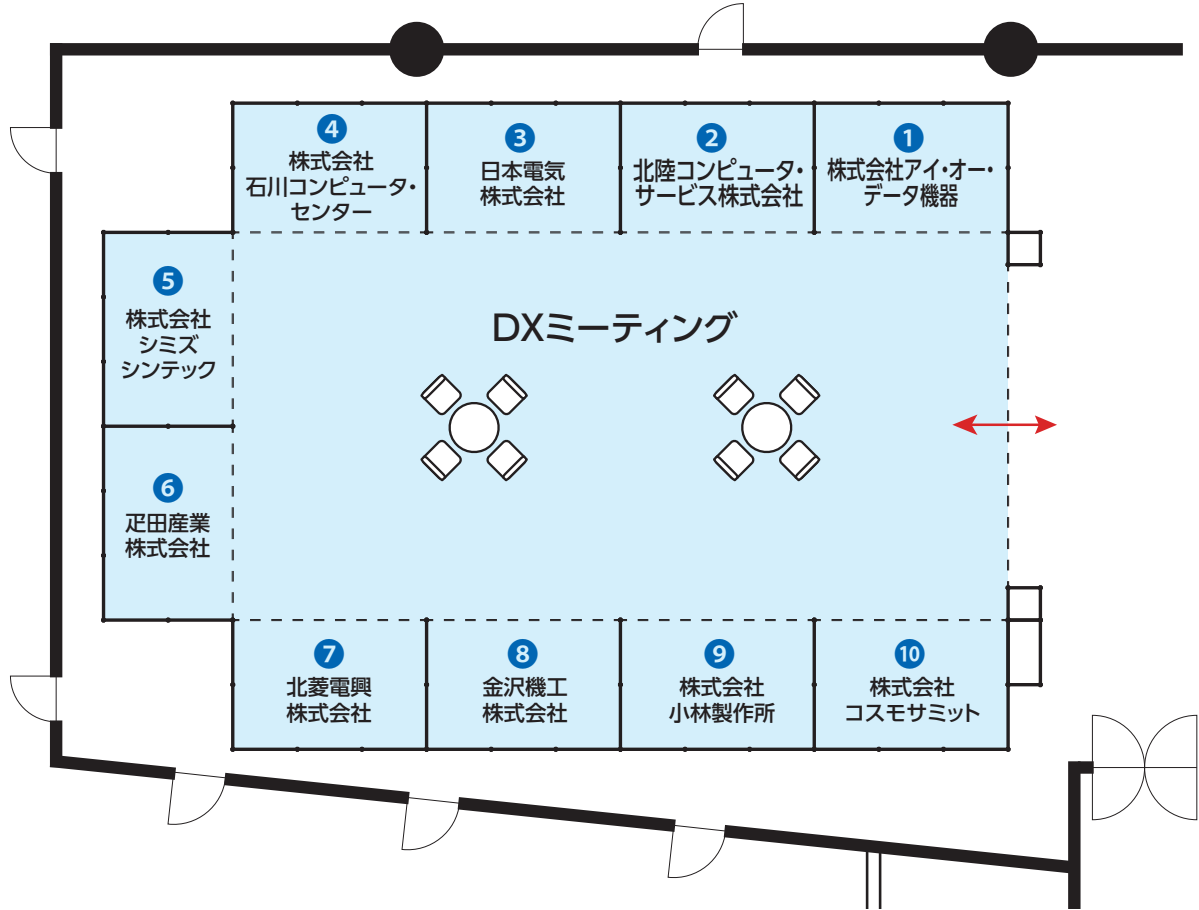 4
株式会社
石川コンピュータ・
センター
3
日本電気
株式会社
2
北陸コンピュータ・
サービス株式会社
1
株式会社アイ・オー・
データ機器
5
株式会社
シミズ
シンテック
DXミーティング
6
疋田産業
株式会社
7
北菱電興
株式会社
8
金沢機工
株式会社
9
株式会社
小林製作所
10
株式会社
コスモサミット